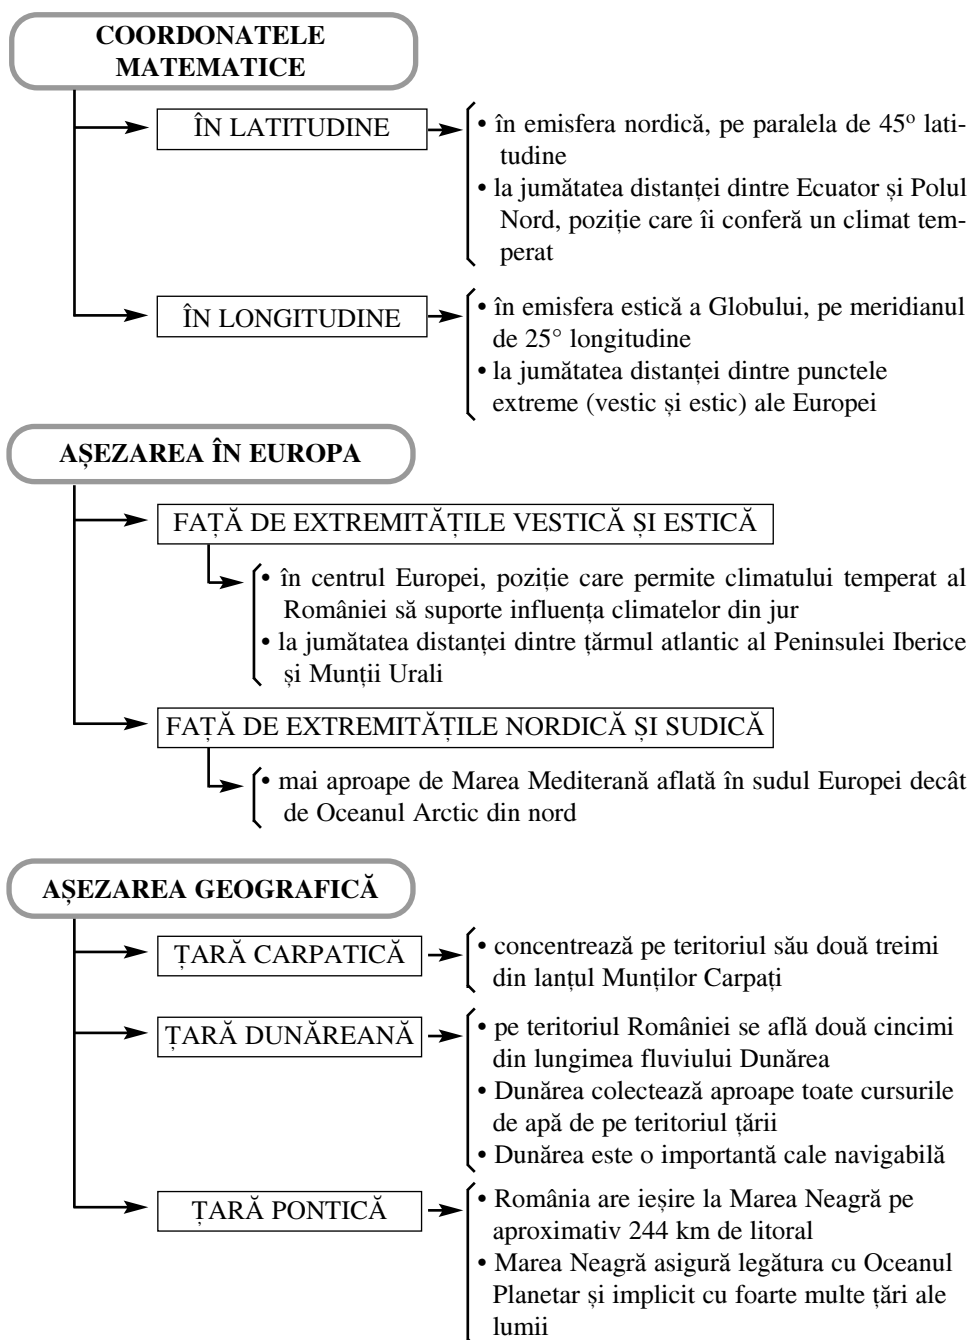 COORDONATELE
MATEMATICE
ÎN LATITUDINE
• în emisfera nordică, pe paralela de 45º lati-
tudine
• la jumătatea distanței dintre Ecuator și Polul
Nord, poziție care îi conferă un climat tem-
perat
ÎN LONGITUDINE
• în emisfera estică a Globului, pe meridianul
de 25° longitudine
• la jumătatea distanței dintre punctele
extreme (vestic și estic) ale Europei
AȘEZAREA ÎN EUROPA
FAȚĂ DE EXTREMITĂȚILE VESTICĂ ȘI ESTICĂ
• în centrul Europei, poziție care permite climatului temperat al
României să suporte influența climatelor din jur
• la jumătatea distanței dintre țărmul atlantic al Peninsulei Iberice
și Munții Urali
FAȚĂ DE EXTREMITĂȚILE NORDICĂ ȘI SUDICĂ
• mai aproape de Marea Mediterană aflată în sudul Europei decât
de Oceanul Arctic din nord
AȘEZAREA GEOGRAFICĂ
ȚARĂ CARPATICĂ
• concentrează pe teritoriul său două treimi
din lanțul Munților Carpați
ȚARĂ DUNĂREANĂ
• pe teritoriul României se află două cincimi
din lungimea fluviului Dunărea
• Dunărea colectează aproape toate cursurile
de apă de pe teritoriul țării
• Dunărea este o importantă cale navigabilă
ȚARĂ PONTICĂ
• România are ieșire la Marea Neagră pe
aproximativ 244 km de litoral
• Marea Neagră asigură legătura cu Oceanul
Planetar și implicit cu foarte multe țări ale
lumii